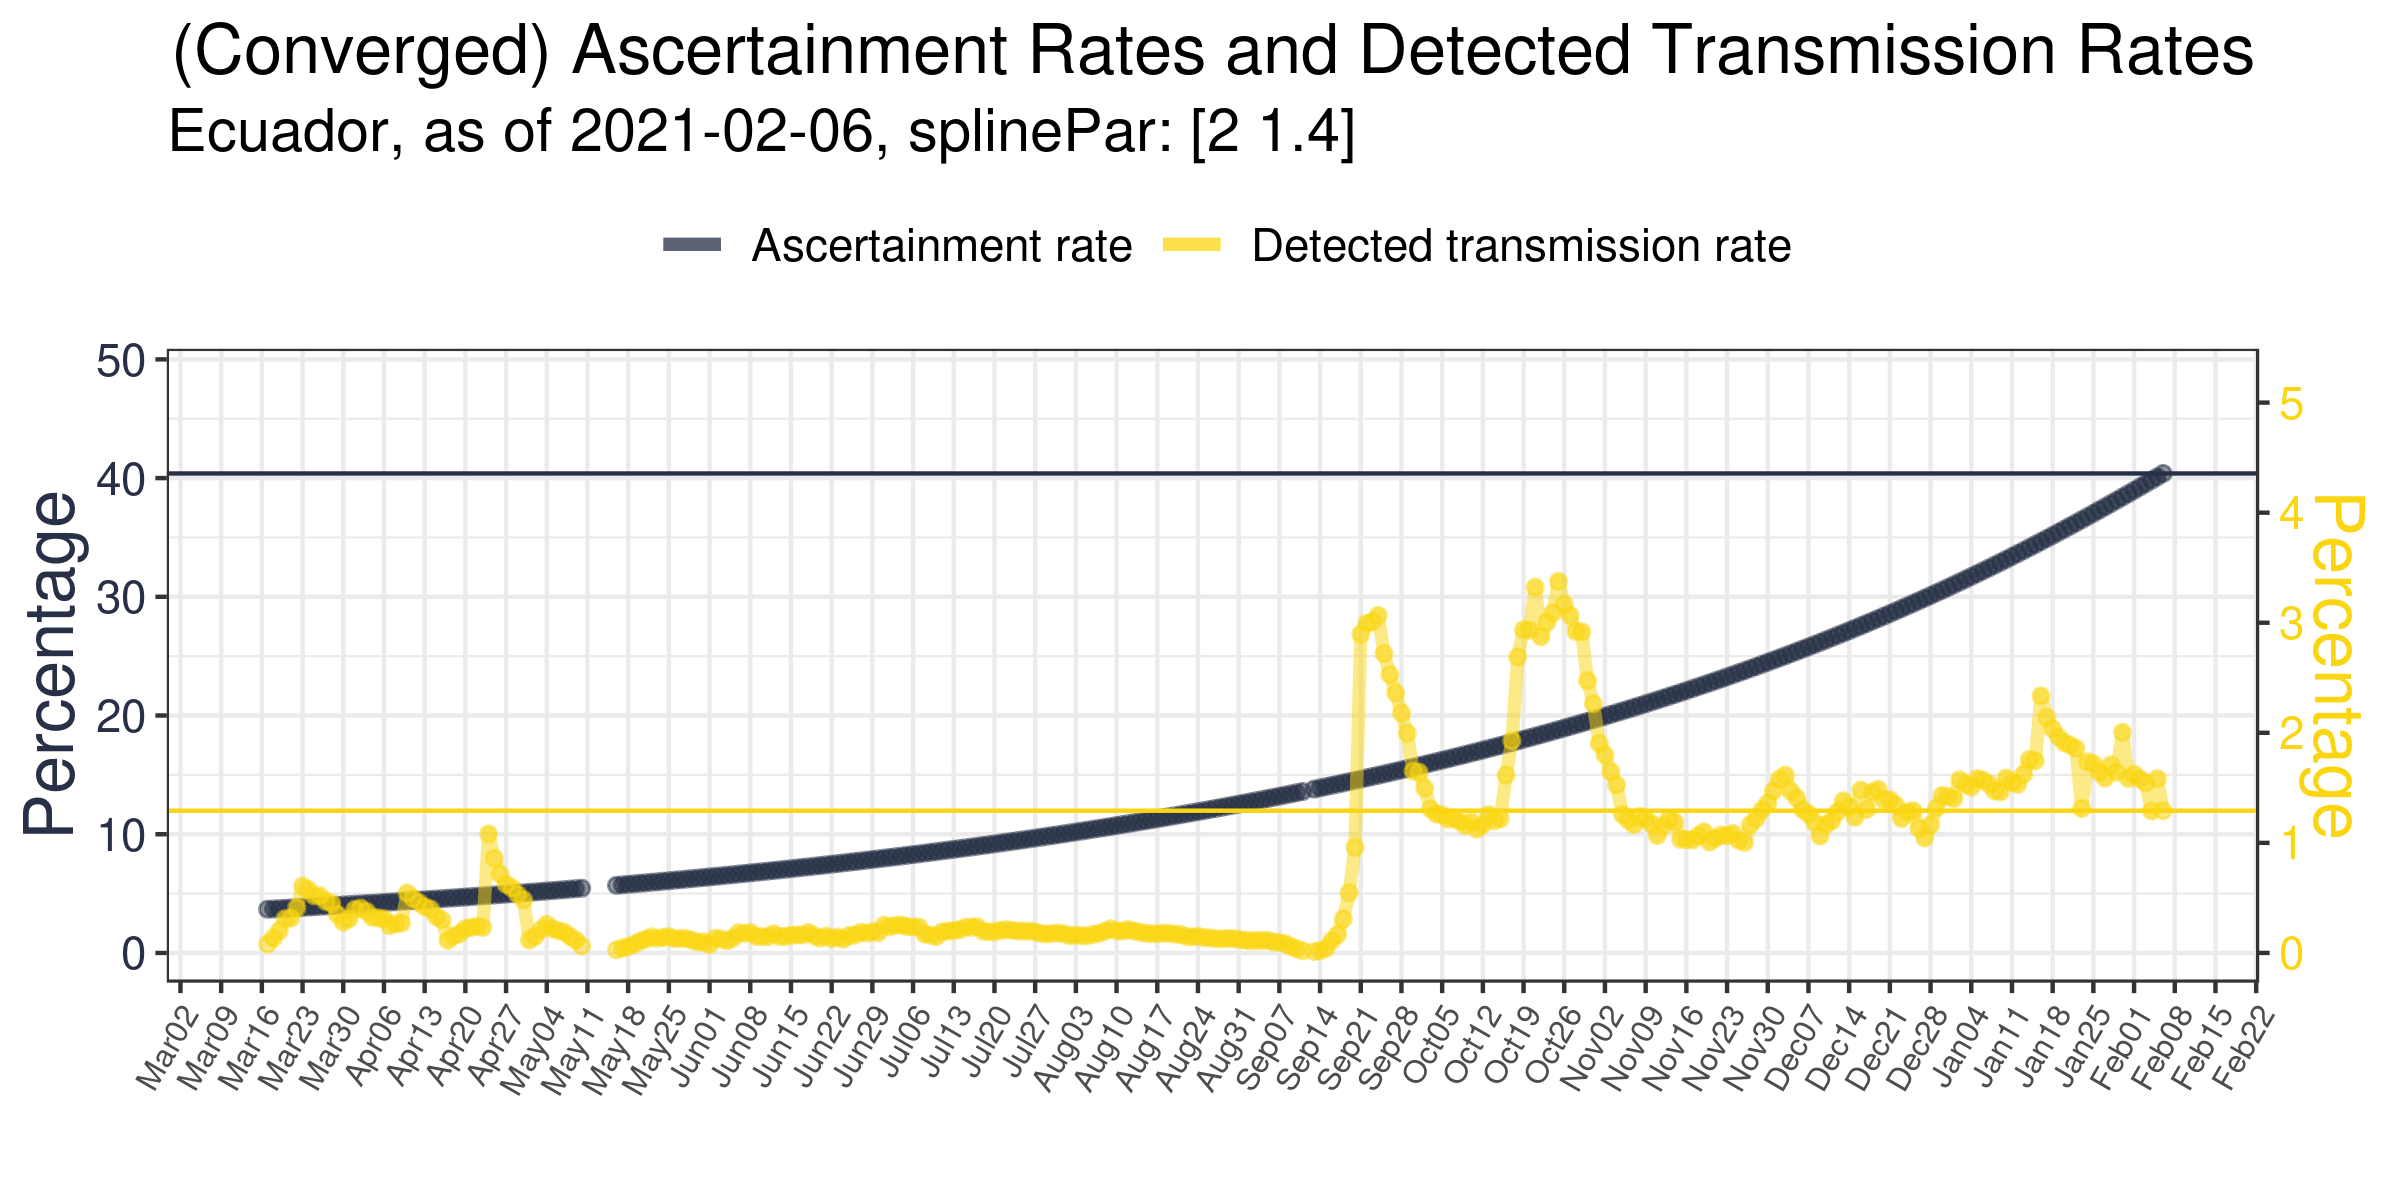 (Converged) Ascertainment Rates and Detected Transmission Rates
Ecuador, as of 2021-02-06, splinePar: [2 1.4]
Ascertainment rate
Detected transmission rate
50
40
30
20
10
0
Percentage
5
4
3
2
1
0
Percentage
Mar02
Mar09
Mar16
Mar23
Mar30
Apr06
Apr13
Apr20
Apr27
May04
May11
May18
May25
Jun01
Jun08
Jun15
Jun22
Jun29
Jul06
Jul13
Jul20
Jul27
Aug03
Aug10
Aug17
Aug24
Aug31
Sep07
Sep14
Sep21
Sep28
Oct05
Oct12
Oct19
Oct26
Nov02
Nov09
Nov16
Nov23
Nov30
Dec07
Dec14
Dec21
Dec28
Jan04
Jan11
Jan18
Jan25
Feb01
Feb08
Feb15
Feb22